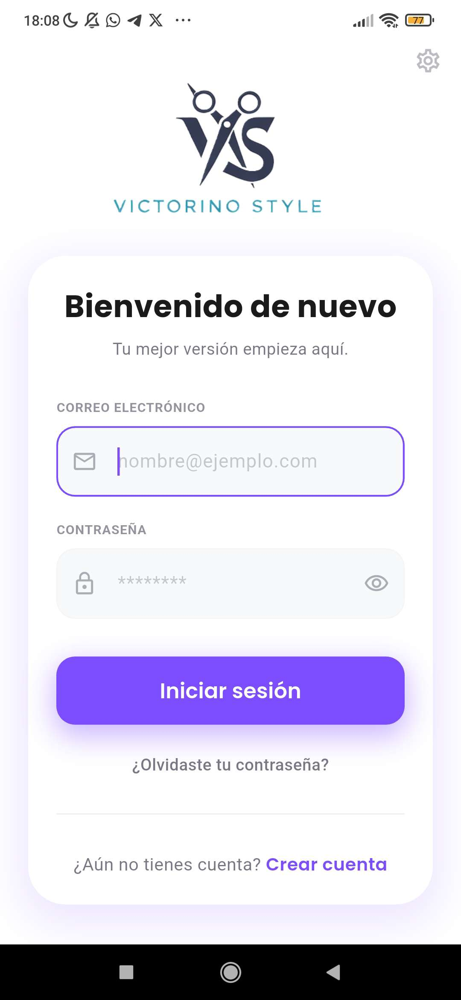 18:08
77
VS
VICTORINO STYLE
Bienvenido de nuevo
Tu mejor versión empieza aquí.
CORREO ELECTRÓNICO
nombre@ejemplo.com
CONTRASEÑA
********
Iniciar sesión
¿Olvidaste tu contraseña?
¿Aún no tienes cuenta? Crear cuenta